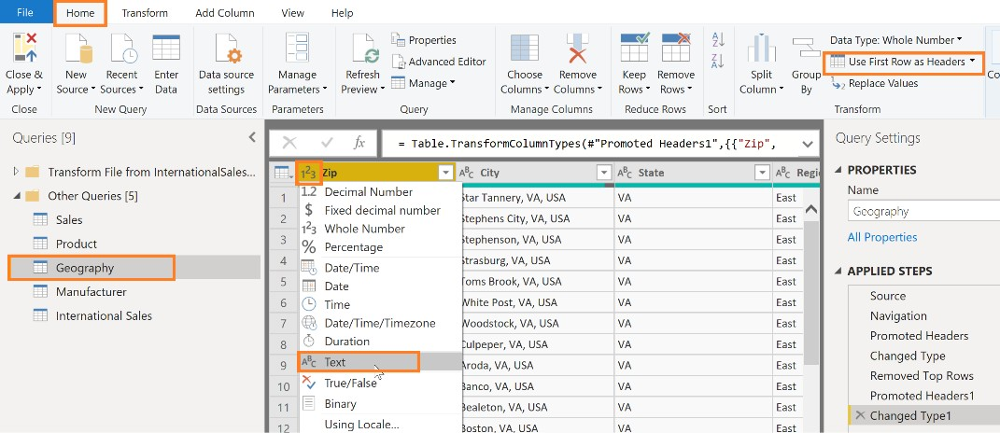 File Home Transform Add Column View Help
Close & Apply
New Source
Recent Sources
Enter Data
Data source settings
Manage Parameters
Refresh Preview
Properties
Advanced Editor
Manage
Choose Columns
Remove Columns
Keep Rows
Remove Rows
A Z
Z A
Split Column
Group By
Data Type: Whole Number
Use First Row as Headers
1 2 Replace Values
Co
Close New Query Data Sources Parameters Query Manage Columns Reduce Rows Sort Transform
Queries [9]
Transform File from InternationalSales...
Other Queries [5]
Sales
Product
Geography
Manufacturer
International Sales
fx = Table.TransformColumnTypes(#"Promoted Headers1",{{"Zip",
123 Zip ABC City ABC State ABC Regi
1 Star Tannery, VA, USA VA East
2 Stephens City, VA, USA VA East
3 Stephenson, VA, USA VA East
4 Strasburg, VA, USA VA East
5 Toms Brook, VA, USA VA East
6 White Post, VA, USA VA East
7 Woodstock, VA, USA VA East
8 Culpeper, VA, USA VA East
9 Aroda, VA, USA VA East
10 Banco, VA, USA VA East
11 Bealeton, VA, USA VA East
12 Boston, VA, USA VA East
1.2 Decimal Number
$ Fixed decimal number
123 Whole Number
% Percentage
Date/Time
Date
Time
Date/Time/Timezone
Duration
ABC Text
True/False
Binary
Using Locale...
Query Settings
PROPERTIES
Name
Geography
All Properties
APPLIED STEPS
Source
Navigation
Promoted Headers
Changed Type
Removed Top Rows
Promoted Headers1
Changed Type1